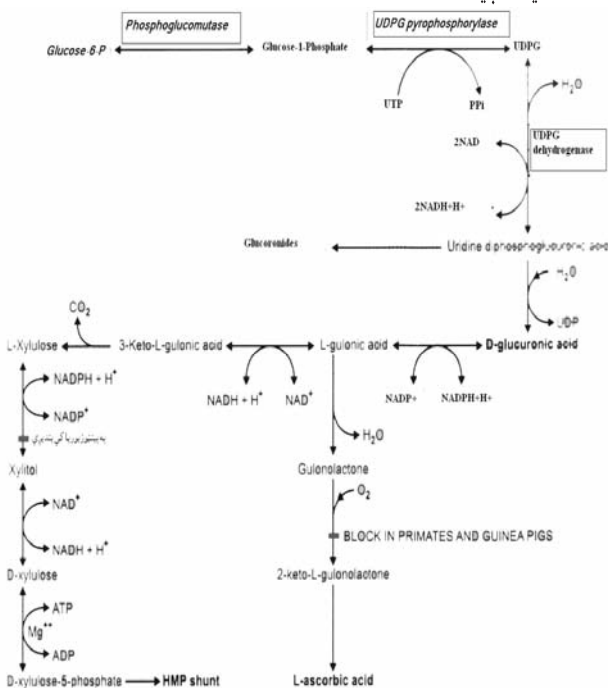 Phosphoglucomutase
UDPG pyrophosphorylase
Glucose-6-P
Glucose-1-Phosphate
UDPG
UTP
PPi
H₂O
2NAD
UDPG
dehydrogenase
2NADH+H+
Glucoronides
Uridine diphosphoglucuronic acid
H₂O
UDP
CO₂
L-Xylulose
3-Keto-L-gulonic acid
L-gulonic acid
D-glucuronic acid
NADPH + H⁺
NADH + H⁺
NAD⁺
NADP+
NADPH+H+
NADP⁺
H₂O
Xylitol
Gulonolactone
NAD⁺
O₂
NADH + H⁺
BLOCK IN PRIMATES AND GUINEA PIGS
D-xylulose
2-keto-L-gulonolactone
ATP
Mg⁺⁺
ADP
D-xylulose-5-phosphate
HMP shunt
L-ascorbic acid